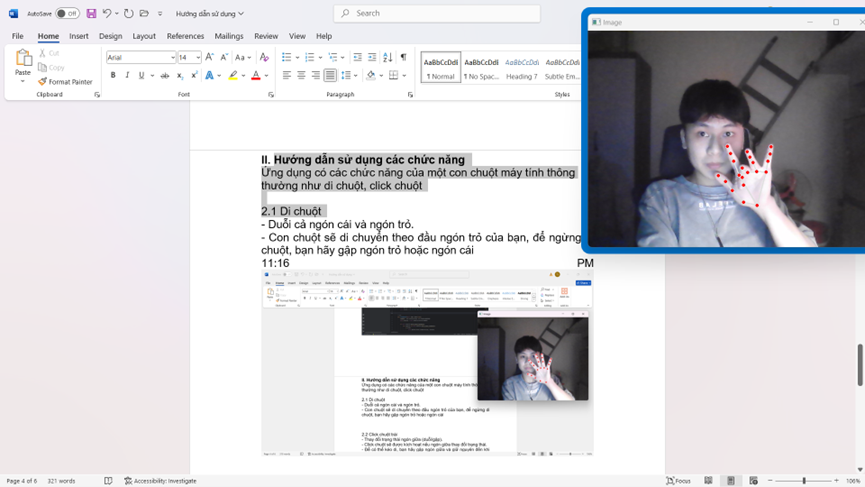 AutoSave Off Hướng dẫn sử dụng Search
File Home Insert Design Layout References Mailings Review View Help
Paste
Cut
Copy
Format Painter
Clipboard
Arial 14
Font
Paragraph
AaBbCcDdI AaBbCcDdI AaBbCcDd AaBbCcDdI
¶ Normal ¶ No Spac... Heading 7 Subtle Em...
Styles
Image
II. Hướng dẫn sử dụng các chức năng
Ứng dụng có các chức năng của một con chuột máy tính thông
thường như di chuột, click chuột
2.1 Di chuột
- Duỗi cả ngón cái và ngón trỏ.
- Con chuột sẽ di chuyển theo đầu ngón trỏ của bạn, để ngừng
chuột, bạn hãy gập ngón trỏ hoặc ngón cái
11:16 PM
II. Hướng dẫn sử dụng các chức năng
Ứng dụng có các chức năng của một con chuột máy tính thông
thường như di chuột, click chuột
2.1 Di chuột
- Duỗi cả ngón cái và ngón trỏ.
- Con chuột sẽ di chuyển theo đầu ngón trỏ của bạn, để ngừng di
chuột, bạn hãy gập ngón trỏ hoặc ngón cái
2.2 Click chuột trái
Page 4 of 6 321 words Accessibility: Investigate Focus 106%